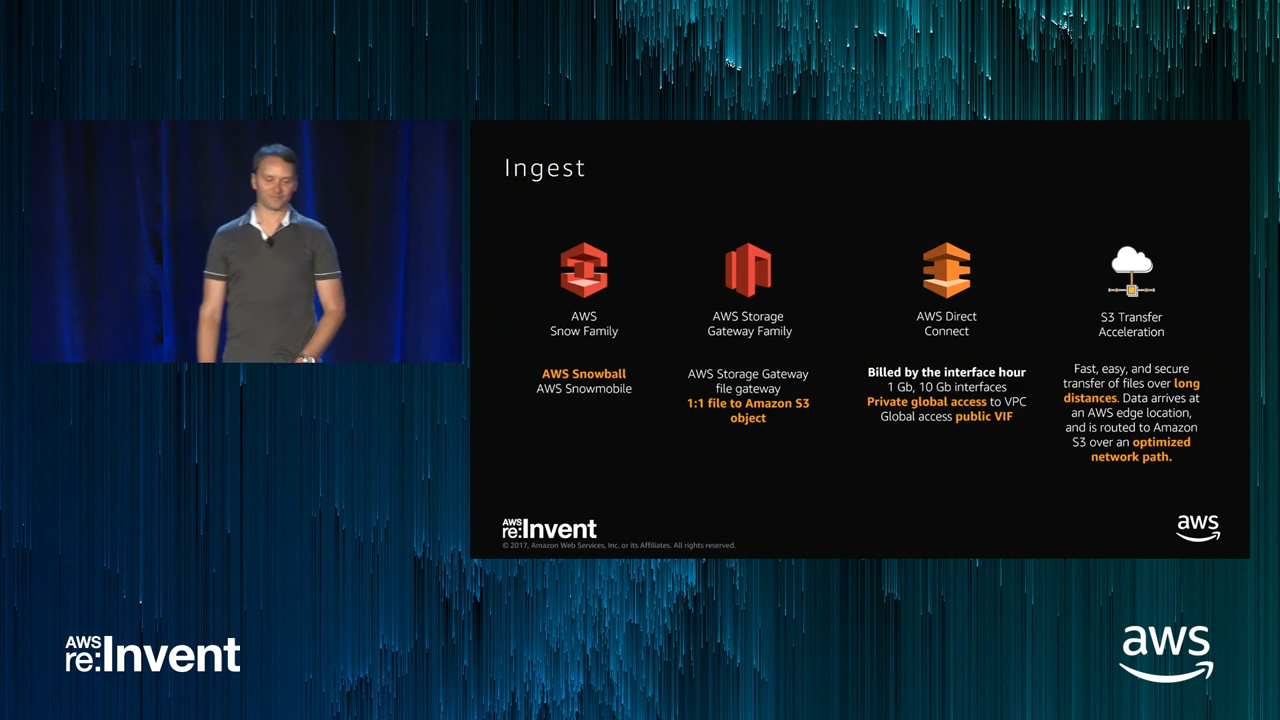 Ingest
AWS
Snow Family
AWS Snowball
AWS Snowmobile
AWS Storage
Gateway Family
AWS Storage Gateway
file gateway
1:1 file to Amazon S3
object
AWS Direct
Connect
Billed by the interface hour
1 Gb, 10 Gb interfaces
Private global access to VPC
Global access public VIF
S3 Transfer
Acceleration
Fast, easy, and secure
transfer of files over long
distances. Data arrives at
an AWS edge location,
and is routed to Amazon
S3 over an optimized
network path.
AWS
re:Invent
© 2017, Amazon Web Services, Inc. or its Affiliates. All rights reserved.
aws
AWS
re:Invent
aws